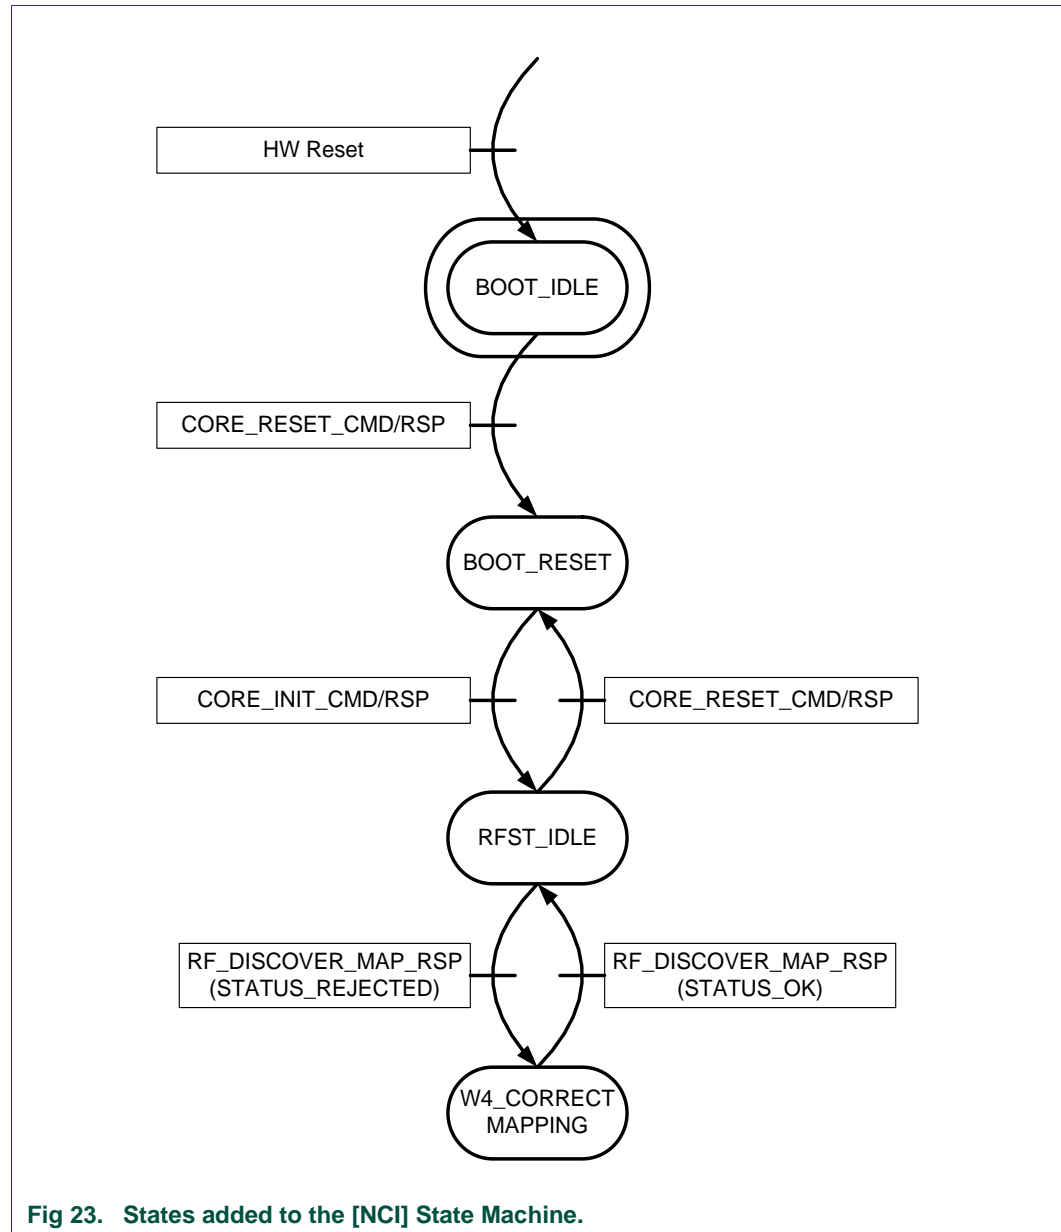 HW Reset
BOOT_IDLE
CORE_RESET_CMD/RSP
BOOT_RESET
CORE_INIT_CMD/RSP
CORE_RESET_CMD/RSP
RFST_IDLE
RF_DISCOVER_MAP_RSP
(STATUS_REJECTED)
RF_DISCOVER_MAP_RSP
(STATUS_OK)
W4_CORRECT
MAPPING
Fig 23. States added to the [NCI] State Machine.